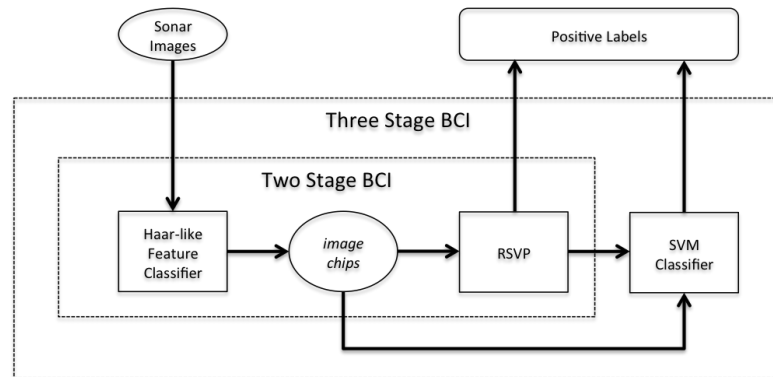 Sonar
Images
Positive Labels
Three Stage BCI
Two Stage BCI
Haar-like
Feature
Classifier
image
chips
RSVP
SVM
Classifier